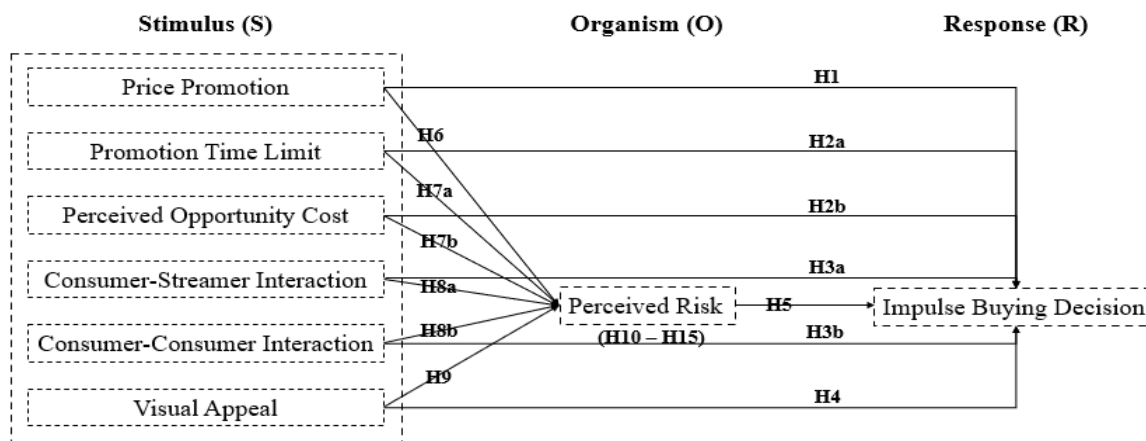 Stimulus (S) Organism (O) Response (R)
Price Promotion
H1
H6
Promotion Time Limit
H2a
H7a
Perceived Opportunity Cost
H2b
H7b
Consumer-Streamer Interaction
H3a
H8a
Perceived Risk
H5
Impulse Buying Decision
(H10 – H15)
H8b
Consumer-Consumer Interaction
H3b
H9
Visual Appeal
H4